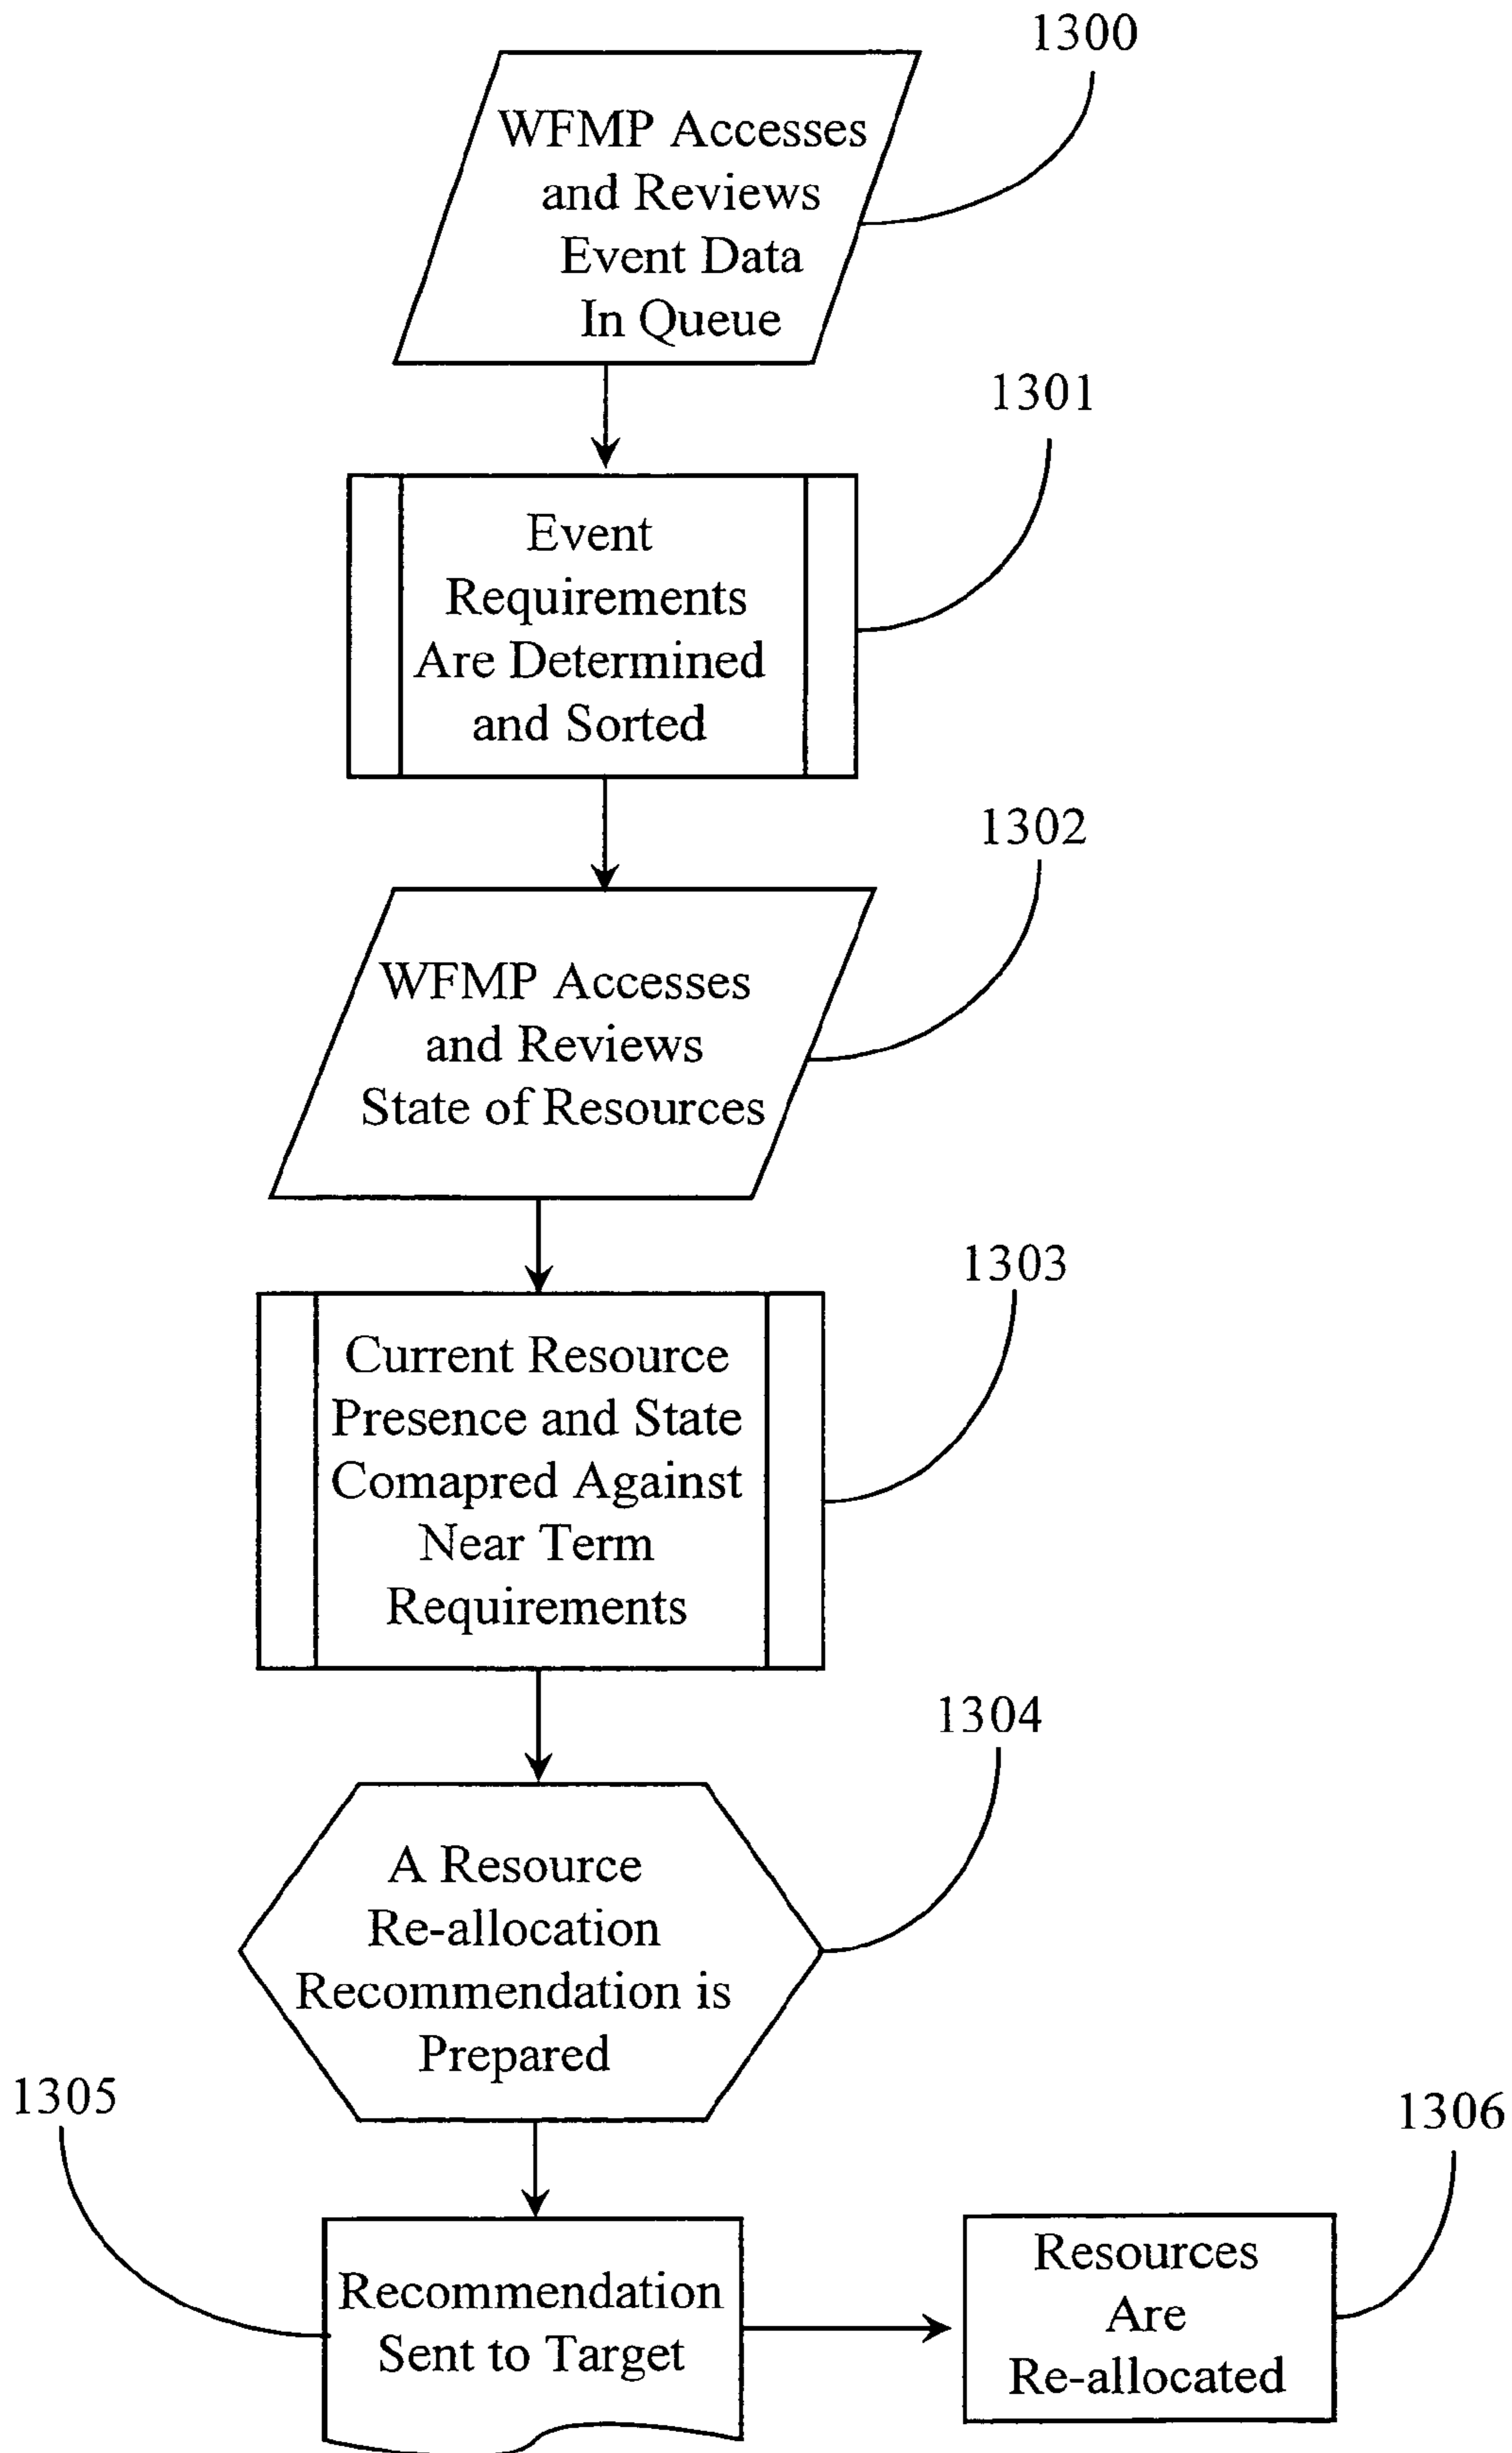 1300
WFMP Accesses
and Reviews
Event Data
In Queue
1301
Event
Requirements
Are Determined
and Sorted
1302
WFMP Accesses
and Reviews
State of Resources
1303
Current Resource
Presence and State
Comapred Against
Near Term
Requirements
1304
A Resource
Re-allocation
Recommendation is
Prepared
1305
Recommendation
Sent to Target
1306
Resources
Are
Re-allocated